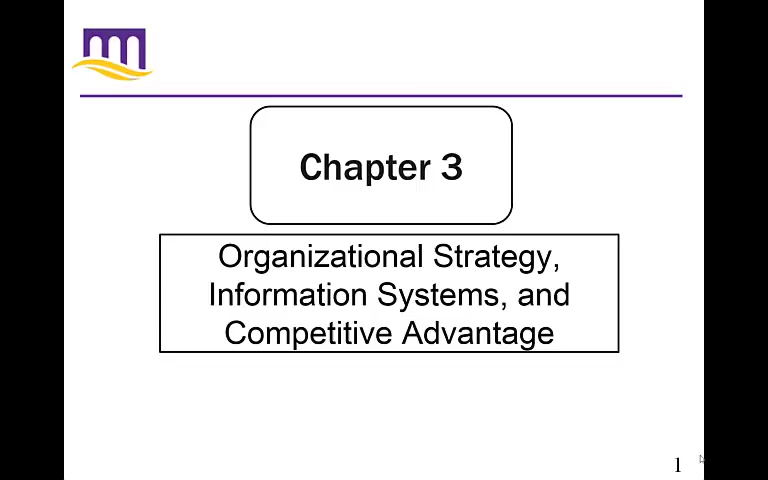 Chapter 3
Organizational Strategy,
Information Systems, and
Competitive Advantage
1